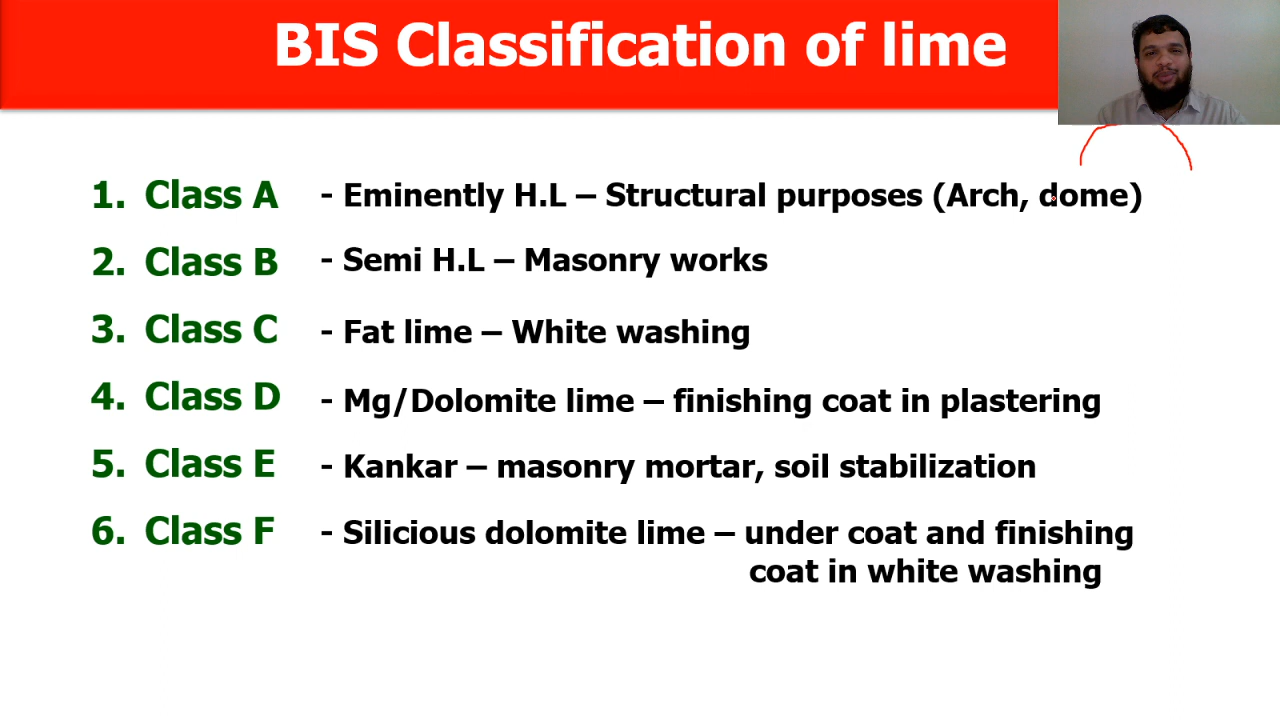 BIS Classification of lime
1. Class A - Eminently H.L – Structural purposes (Arch, dome)
2. Class B - Semi H.L – Masonry works
3. Class C - Fat lime – White washing
4. Class D - Mg/Dolomite lime – finishing coat in plastering
5. Class E - Kankar – masonry mortar, soil stabilization
6. Class F - Silicious dolomite lime – under coat and finishing
coat in white washing